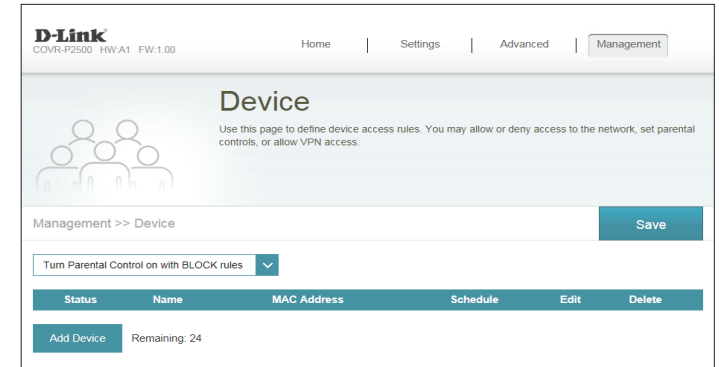 D-Link
COVR-P2500 HW:A1 FW:1.00
Home | Settings | Advanced | Management
Device
Use this page to define device access rules. You may allow or deny access to the network, set parental
controls, or allow VPN access.
Management >> Device
Save
Turn Parental Control on with BLOCK rules
Status Name MAC Address Schedule Edit Delete
Add Device Remaining: 24